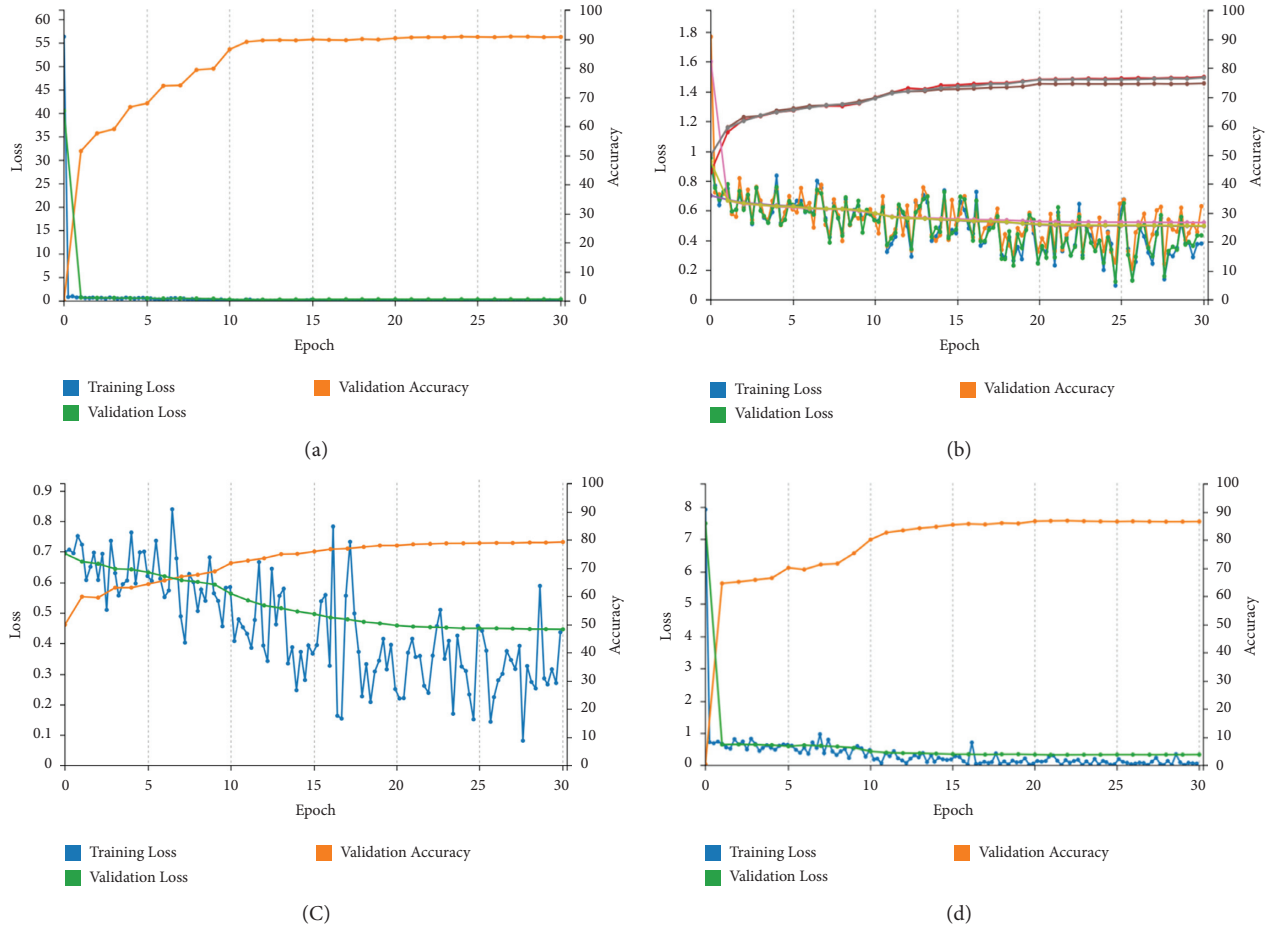 60
55
50
45
40
35
30
25
20
15
10
5
0
Loss
100
90
80
70
60
50
40
30
20
10
0
Accuracy
0 5 10 15 20 25 30
Epoch
Training Loss
Validation Accuracy
Validation Loss
(a)
1.8
1.6
1.4
1.2
1
0.8
0.6
0.4
0.2
0
Loss
100
90
80
70
60
50
40
30
20
10
0
Accuracy
0 5 10 15 20 25 30
Epoch
Training Loss
Validation Accuracy
Validation Loss
(b)
0.9
0.8
0.7
0.6
0.5
0.4
0.3
0.2
0.1
0
Loss
100
90
80
70
60
50
40
30
20
10
0
Accuracy
0 5 10 15 20 25 30
Epoch
Training Loss
Validation Accuracy
Validation Loss
(C)
8
7
6
5
4
3
2
1
0
Loss
100
90
80
70
60
50
40
30
20
10
0
Accuracy
0 5 10 15 20 25 30
Epoch
Training Loss
Validation Accuracy
Validation Loss
(d)